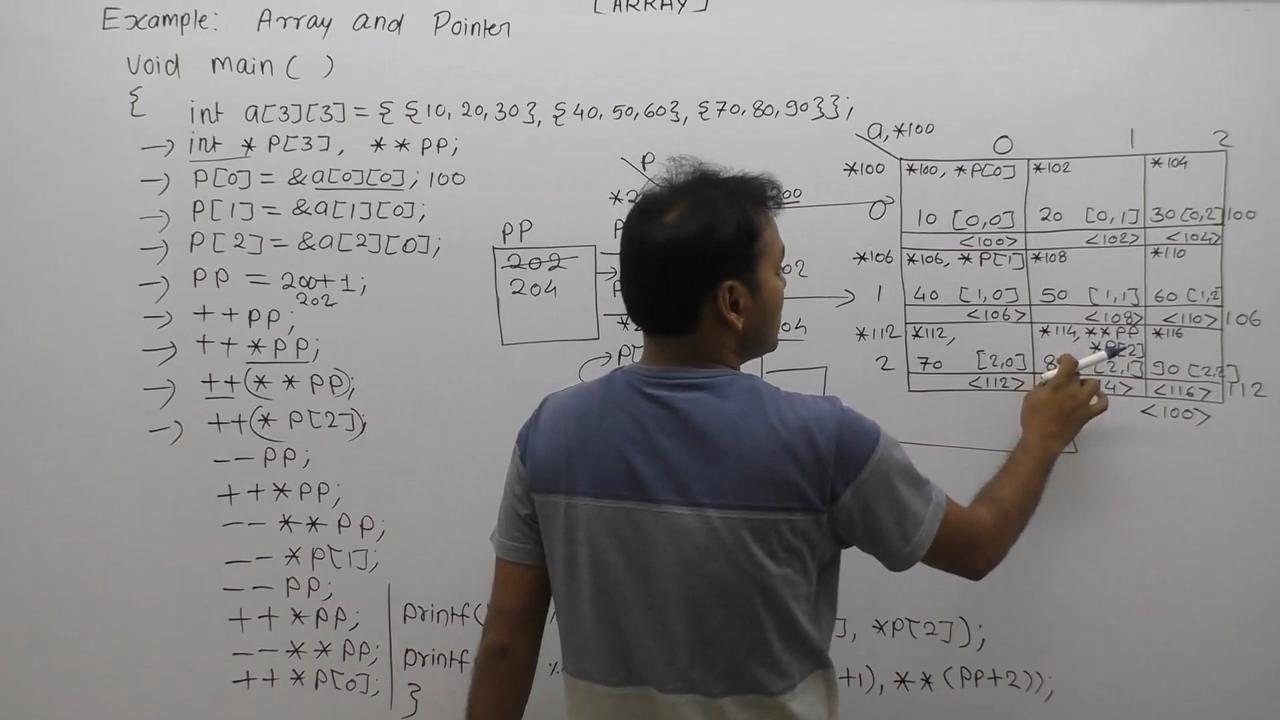 [ARRAY]
Example: Array and Pointer
void main( )
{ int a[3][3] = { {10, 20, 30}, {40, 50, 60}, {70, 80, 90}};
→ int *P[3], **PP;
→ P[0] = &a[0][0]; 100
→ P[1] = &a[1][0];
→ P[2] = &a[2][0];
→ PP = 200+1;
202
→ ++PP;
→ ++*PP;
→ ++(**PP);
→ ++(*P[2]);
--PP;
++*PP;
--**PP;
--*P[1];
--PP;
++*PP;
--**PP;
++*P[0];
printf(
], *P[2]);
printf
+1), **(PP+2));
}
PP
202
204
P
a, *100
0 1 2
*100 *100, *P[0] *102 *104
0 10 [0,0] 20 [0,1] 30 [0,2] 100
<100> <102> <104>
*106 *106, *P[1] *108 *110
1 40 [1,0] 50 [1,1] 60 [1,2 106
<106> <108> <110>
*112 *112, *114, **PP *116
*P[2]
2 70 [2,0] [2,1] 90 [2,2] 112
<112> <116>
<100>